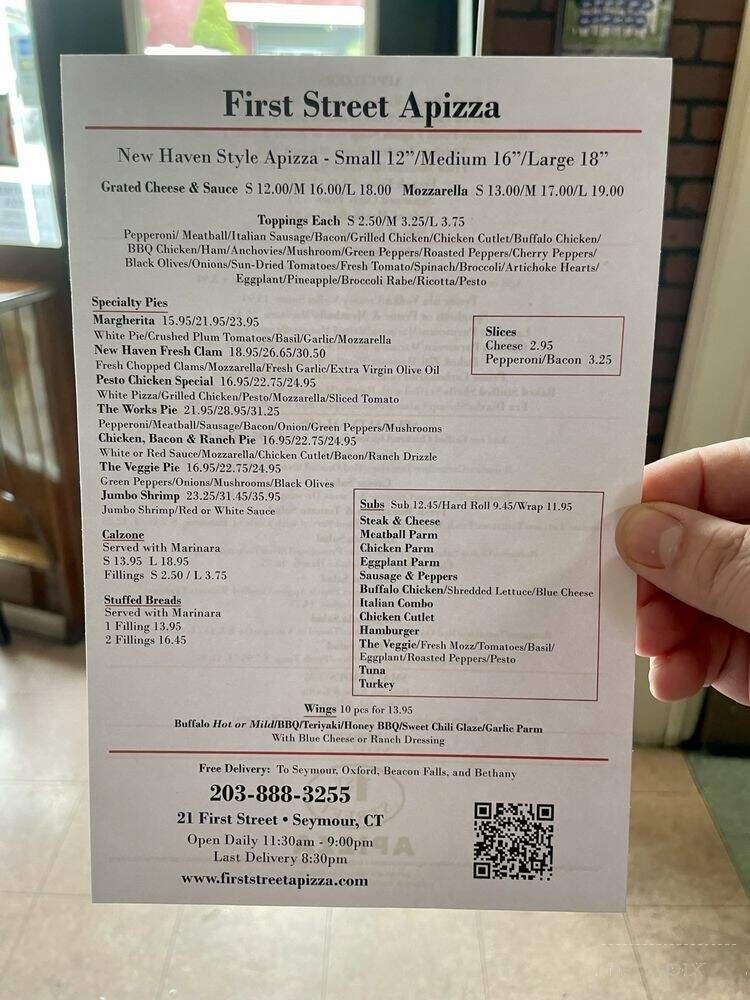 First Street Apizza
New Haven Style Apizza - Small 12”/Medium 16”/Large 18”
Grated Cheese & Sauce S 12.00/M 16.00/L 18.00 Mozzarella S 13.00/M 17.00/L 19.00
Toppings Each S 2.50/M 3.25/L 3.75
Pepperoni/ Meatball/Italian Sausage/Bacon/Grilled Chicken/Chicken Cutlet/Buffalo Chicken/
BBQ Chicken/Ham/Anchovies/Mushroom/Green Peppers/Roasted Peppers/Cherry Peppers/
Black Olives/Onions/Sun-Dried Tomatoes/Fresh Tomato/Spinach/Broccoli/Artichoke Hearts/
Eggplant/Pineapple/Broccoli Rabe/Ricotta/Pesto
Specialty Pies
Margherita 15.95/21.95/23.95
White Pie/Crushed Plum Tomatoes/Basil/Garlic/Mozzarella
New Haven Fresh Clam 18.95/26.65/30.50
Fresh Chopped Clams/Mozzarella/Fresh Garlic/Extra Virgin Olive Oil
Pesto Chicken Special 16.95/22.75/24.95
White Pizza/Grilled Chicken/Pesto/Mozzarella/Sliced Tomato
The Works Pie 21.95/28.95/31.25
Pepperoni/Meatball/Sausage/Bacon/Onion/Green Peppers/Mushrooms
Chicken, Bacon & Ranch Pie 16.95/22.75/24.95
White or Red Sauce/Mozzarella/Chicken Cutlet/Bacon/Ranch Drizzle
The Veggie Pie 16.95/22.75/24.95
Green Peppers/Onions/Mushrooms/Black Olives
Jumbo Shrimp 23.25/31.45/35.95
Jumbo Shrimp/Red or White Sauce
Slices
Cheese 2.95
Pepperoni/Bacon 3.25
Calzone
Served with Marinara
S 13.95 L 18.95
Fillings S 2.50 / L 3.75
Stuffed Breads
Served with Marinara
1 Filling 13.95
2 Fillings 16.45
Subs Sub 12.45/Hard Roll 9.45/Wrap 11.95
Steak & Cheese
Meatball Parm
Chicken Parm
Eggplant Parm
Sausage & Peppers
Buffalo Chicken/Shredded Lettuce/Blue Cheese
Italian Combo
Chicken Cutlet
Hamburger
The Veggie/Fresh Mozz/Tomatoes/Basil/
Eggplant/Roasted Peppers/Pesto
Tuna
Turkey
Wings 10 pcs for 13.95
Buffalo Hot or Mild/BBQ/Teriyaki/Honey BBQ/Sweet Chili Glaze/Garlic Parm
With Blue Cheese or Ranch Dressing
Free Delivery: To Seymour, Oxford, Beacon Falls, and Bethany
203-888-3255
21 First Street • Seymour, CT
Open Daily 11:30am - 9:00pm
Last Delivery 8:30pm
www.firststreetapizza.com